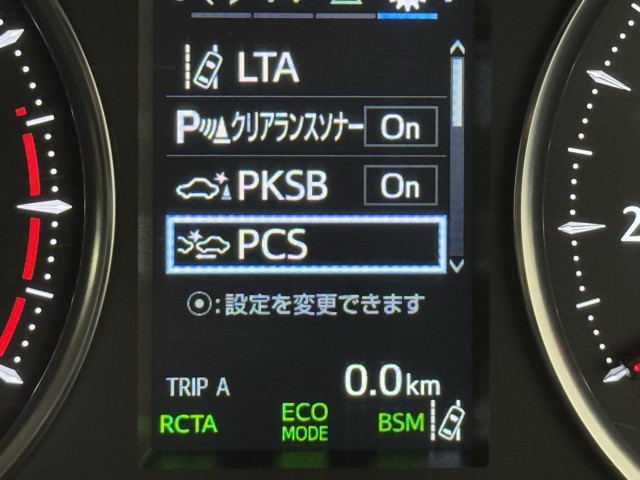 LTA
P クリアランスソナー On
PKSB On
PCS
⦿:設定を変更できます
TRIP A 0.0km
RCTA ECO MODE BSM
2